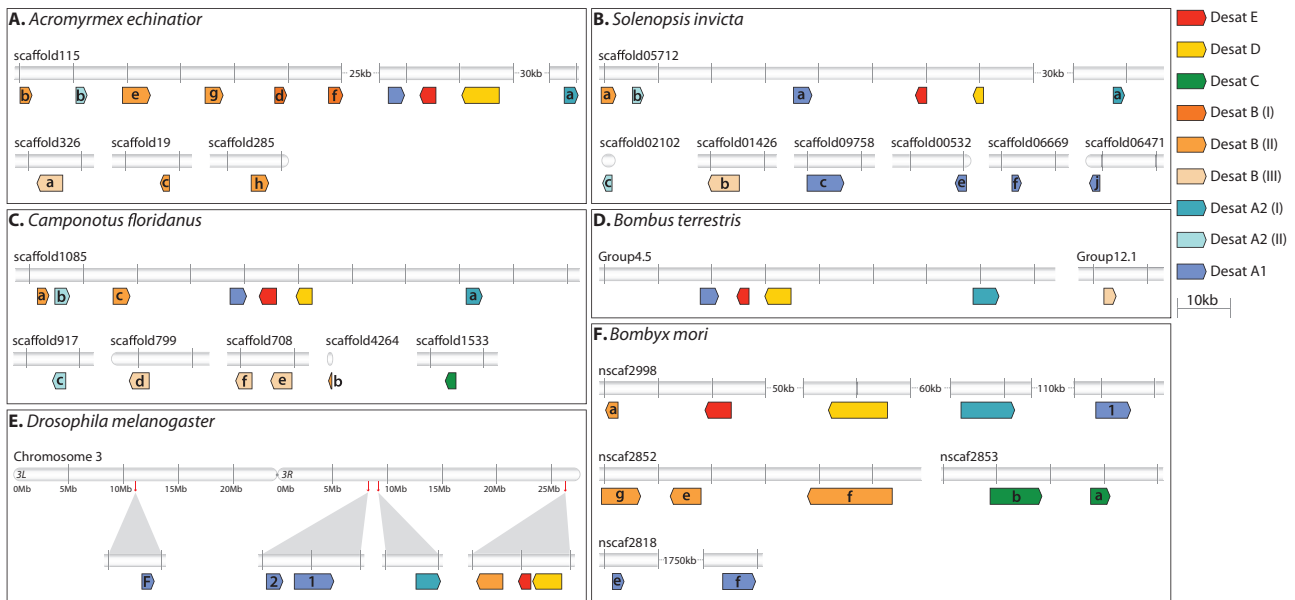 A. Acromyrmex echinatior
scaffold115
25kb
30kb
b b e g d f a
scaffold326 scaffold19 scaffold285
a c h
B. Solenopsis invicta
scaffold05712
30kb
a b a a
scaffold02102 scaffold01426 scaffold09758 scaffold00532 scaffold06669 scaffold06471
c b c e f j
C. Camponotus floridanus
scaffold1085
a b c a
scaffold917 scaffold799 scaffold708 scaffold4264 scaffold1533
c d f e b
D. Bombus terrestris
Group4.5 Group12.1
E. Drosophila melanogaster
Chromosome 3
3L 3R
0Mb 5Mb 10Mb 15Mb 20Mb 0Mb 5Mb 10Mb 15Mb 20Mb 25Mb
F 2 1
F. Bombyx mori
nscaf2998
50kb 60kb 110kb
a 1
nscaf2852 nscaf2853
g e f b a
nscaf2818
1750kb
e f
Desat E
Desat D
Desat C
Desat B (I)
Desat B (II)
Desat B (III)
Desat A2 (I)
Desat A2 (II)
Desat A1
10kb